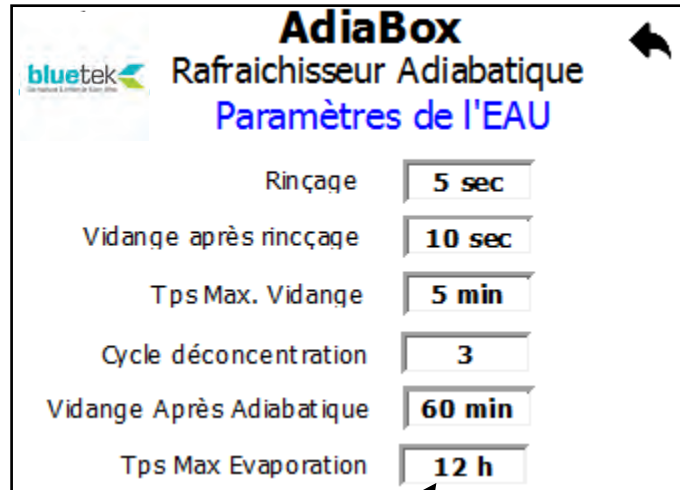 AdiaBox
bluetek
Rafraichisseur Adiabatique
Paramètres de l'EAU
Rinçage 5 sec
Vidange après rincçage 10 sec
Tps Max. Vidange 5 min
Cycle déconcentration 3
Vidange Après Adiabatique 60 min
Tps Max Evaporation 12 h